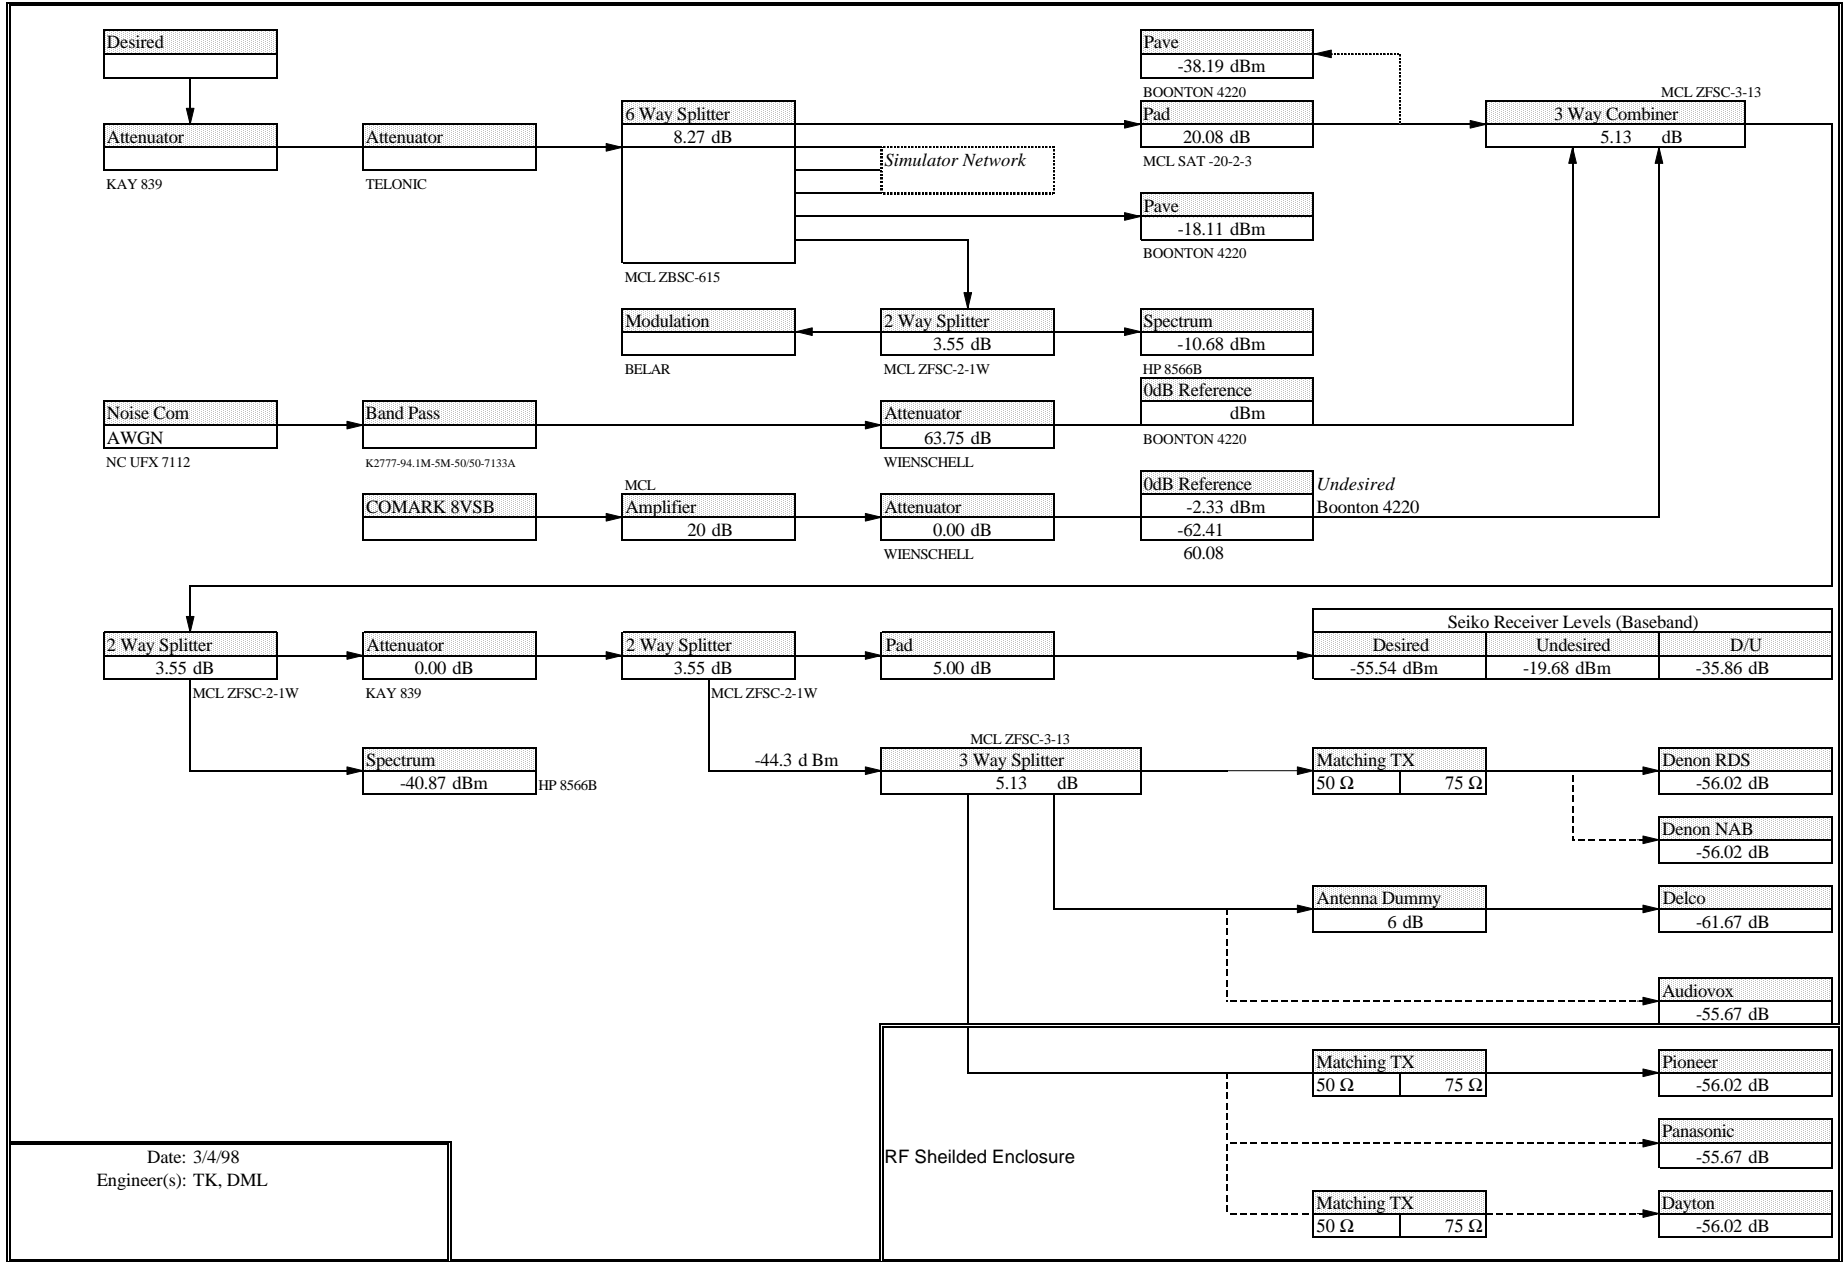 Desired
Pave
-38.19 dBm
BOONTON 4220
MCL ZFSC-3-13
Attenuator
KAY 839
Attenuator
TELONIC
6 Way Splitter
8.27 dB
MCL ZBSC-615
Simulator Network
Pad
20.08 dB
MCL SAT -20-2-3
3 Way Combiner
5.13 dB
Pave
-18.11 dBm
BOONTON 4220
Modulation
BELAR
2 Way Splitter
3.55 dB
MCL ZFSC-2-1W
Spectrum
-10.68 dBm
HP 8566B
Noise Com
AWGN
NC UFX 7112
Band Pass
K2777-94.1M-5M-50/50-7133A
Attenuator
63.75 dB
WIENSCHELL
0dB Reference
dBm
BOONTON 4220
COMARK 8VSB
MCL
Amplifier
20 dB
Attenuator
0.00 dB
WIENSCHELL
0dB Reference
-2.33 dBm
-62.41
60.08
Undesired
Boonton 4220
2 Way Splitter
3.55 dB
MCL ZFSC-2-1W
Attenuator
0.00 dB
KAY 839
2 Way Splitter
3.55 dB
MCL ZFSC-2-1W
Pad
5.00 dB
Seiko Receiver Levels (Baseband)
Desired Undesired D/U
-55.54 dBm -19.68 dBm -35.86 dB
Spectrum
-40.87 dBm
HP 8566B
-44.3 d Bm
MCL ZFSC-3-13
3 Way Splitter
5.13 dB
Matching TX
50 Ω 75 Ω
Denon RDS
-56.02 dB
Denon NAB
-56.02 dB
Antenna Dummy
6 dB
Delco
-61.67 dB
Audiovox
-55.67 dB
RF Sheilded Enclosure
Matching TX
50 Ω 75 Ω
Pioneer
-56.02 dB
Panasonic
-55.67 dB
Matching TX
50 Ω 75 Ω
Dayton
-56.02 dB
Date: 3/4/98
Engineer(s): TK, DML